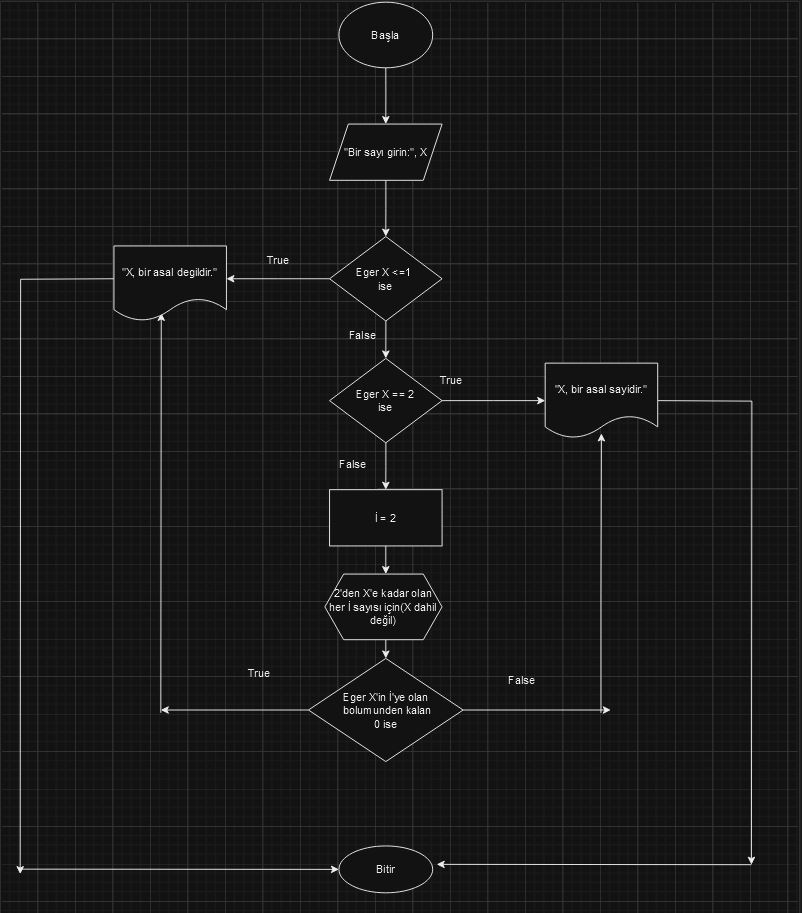 Başla
"Bir sayı girin:", X
True
"X, bir asal degildir."
Eger X <=1
ise
False
True
Eger X == 2
ise
"X, bir asal sayidir."
False
İ = 2
2'den X'e kadar olan
her İ sayısı için(X dahil
değil)
True
False
Eger X'in İ'ye olan
bolumunden kalan
0 ise
Bitir